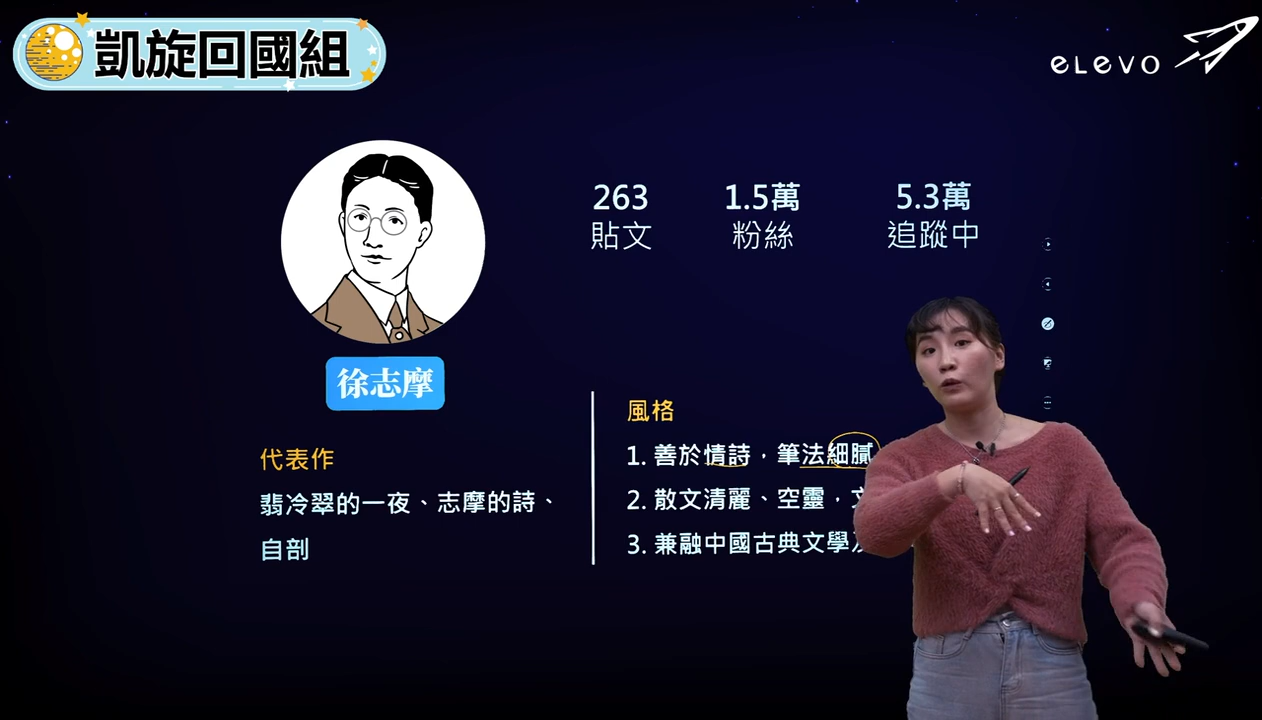 凱旋回國組
eLeVO
263
貼文
1.5萬
粉絲
5.3萬
追蹤中
徐志摩
代表作
翡冷翠的一夜、志摩的詩、
自剖
風格
1. 善於情詩，筆法細膩
2. 散文清麗、空靈，
3. 兼融中國古典文學